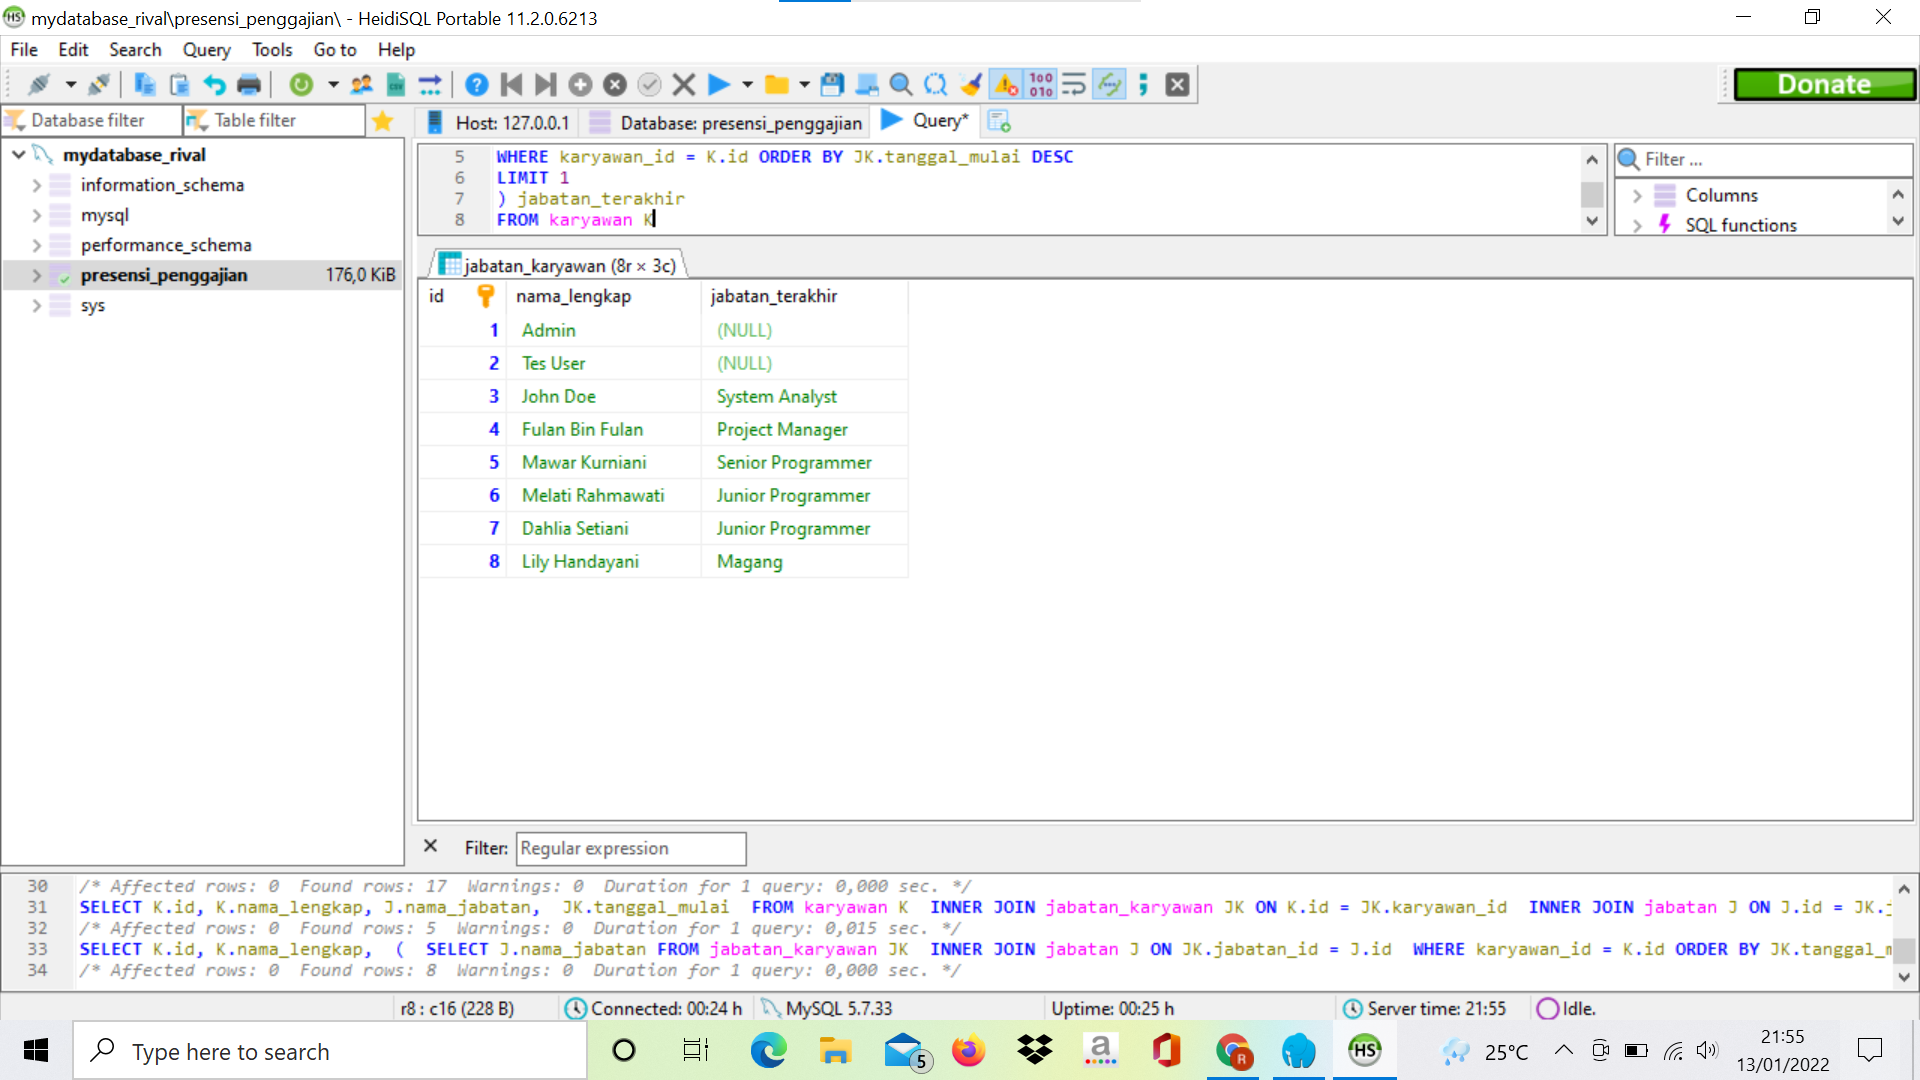 mydatabase_rival\presensi_penggajian\ - HeidiSQL Portable 11.2.0.6213
File Edit Search Query Tools Go to Help
Donate
Database filter
Table filter
Host: 127.0.0.1
Database: presensi_penggajian
Query*
mydatabase_rival
information_schema
mysql
performance_schema
presensi_penggajian 176,0 KiB
sys
5 WHERE karyawan_id = K.id ORDER BY JK.tanggal_mulai DESC
6 LIMIT 1
7 ) jabatan_terakhir
8 FROM karyawan K
Filter ...
Columns
SQL functions
jabatan_karyawan (8r × 3c)
id nama_lengkap jabatan_terakhir
1 Admin (NULL)
2 Tes User (NULL)
3 John Doe System Analyst
4 Fulan Bin Fulan Project Manager
5 Mawar Kurniani Senior Programmer
6 Melati Rahmawati Junior Programmer
7 Dahlia Setiani Junior Programmer
8 Lily Handayani Magang
Filter: Regular expression
30 /* Affected rows: 0 Found rows: 17 Warnings: 0 Duration for 1 query: 0,000 sec. */
31 SELECT K.id, K.nama_lengkap, J.nama_jabatan, JK.tanggal_mulai FROM karyawan K INNER JOIN jabatan_karyawan JK ON K.id = JK.karyawan_id INNER JOIN jabatan J ON J.id = JK.
32 /* Affected rows: 0 Found rows: 5 Warnings: 0 Duration for 1 query: 0,015 sec. */
33 SELECT K.id, K.nama_lengkap, ( SELECT J.nama_jabatan FROM jabatan_karyawan JK INNER JOIN jabatan J ON JK.jabatan_id = J.id WHERE karyawan_id = K.id ORDER BY JK.tanggal_
34 /* Affected rows: 0 Found rows: 8 Warnings: 0 Duration for 1 query: 0,000 sec. */
r8 : c16 (228 B)
Connected: 00:24 h
MySQL 5.7.33
Uptime: 00:25 h
Server time: 21:55
Idle.
Type here to search
5
a
R
HS
25°C
21:55
13/01/2022